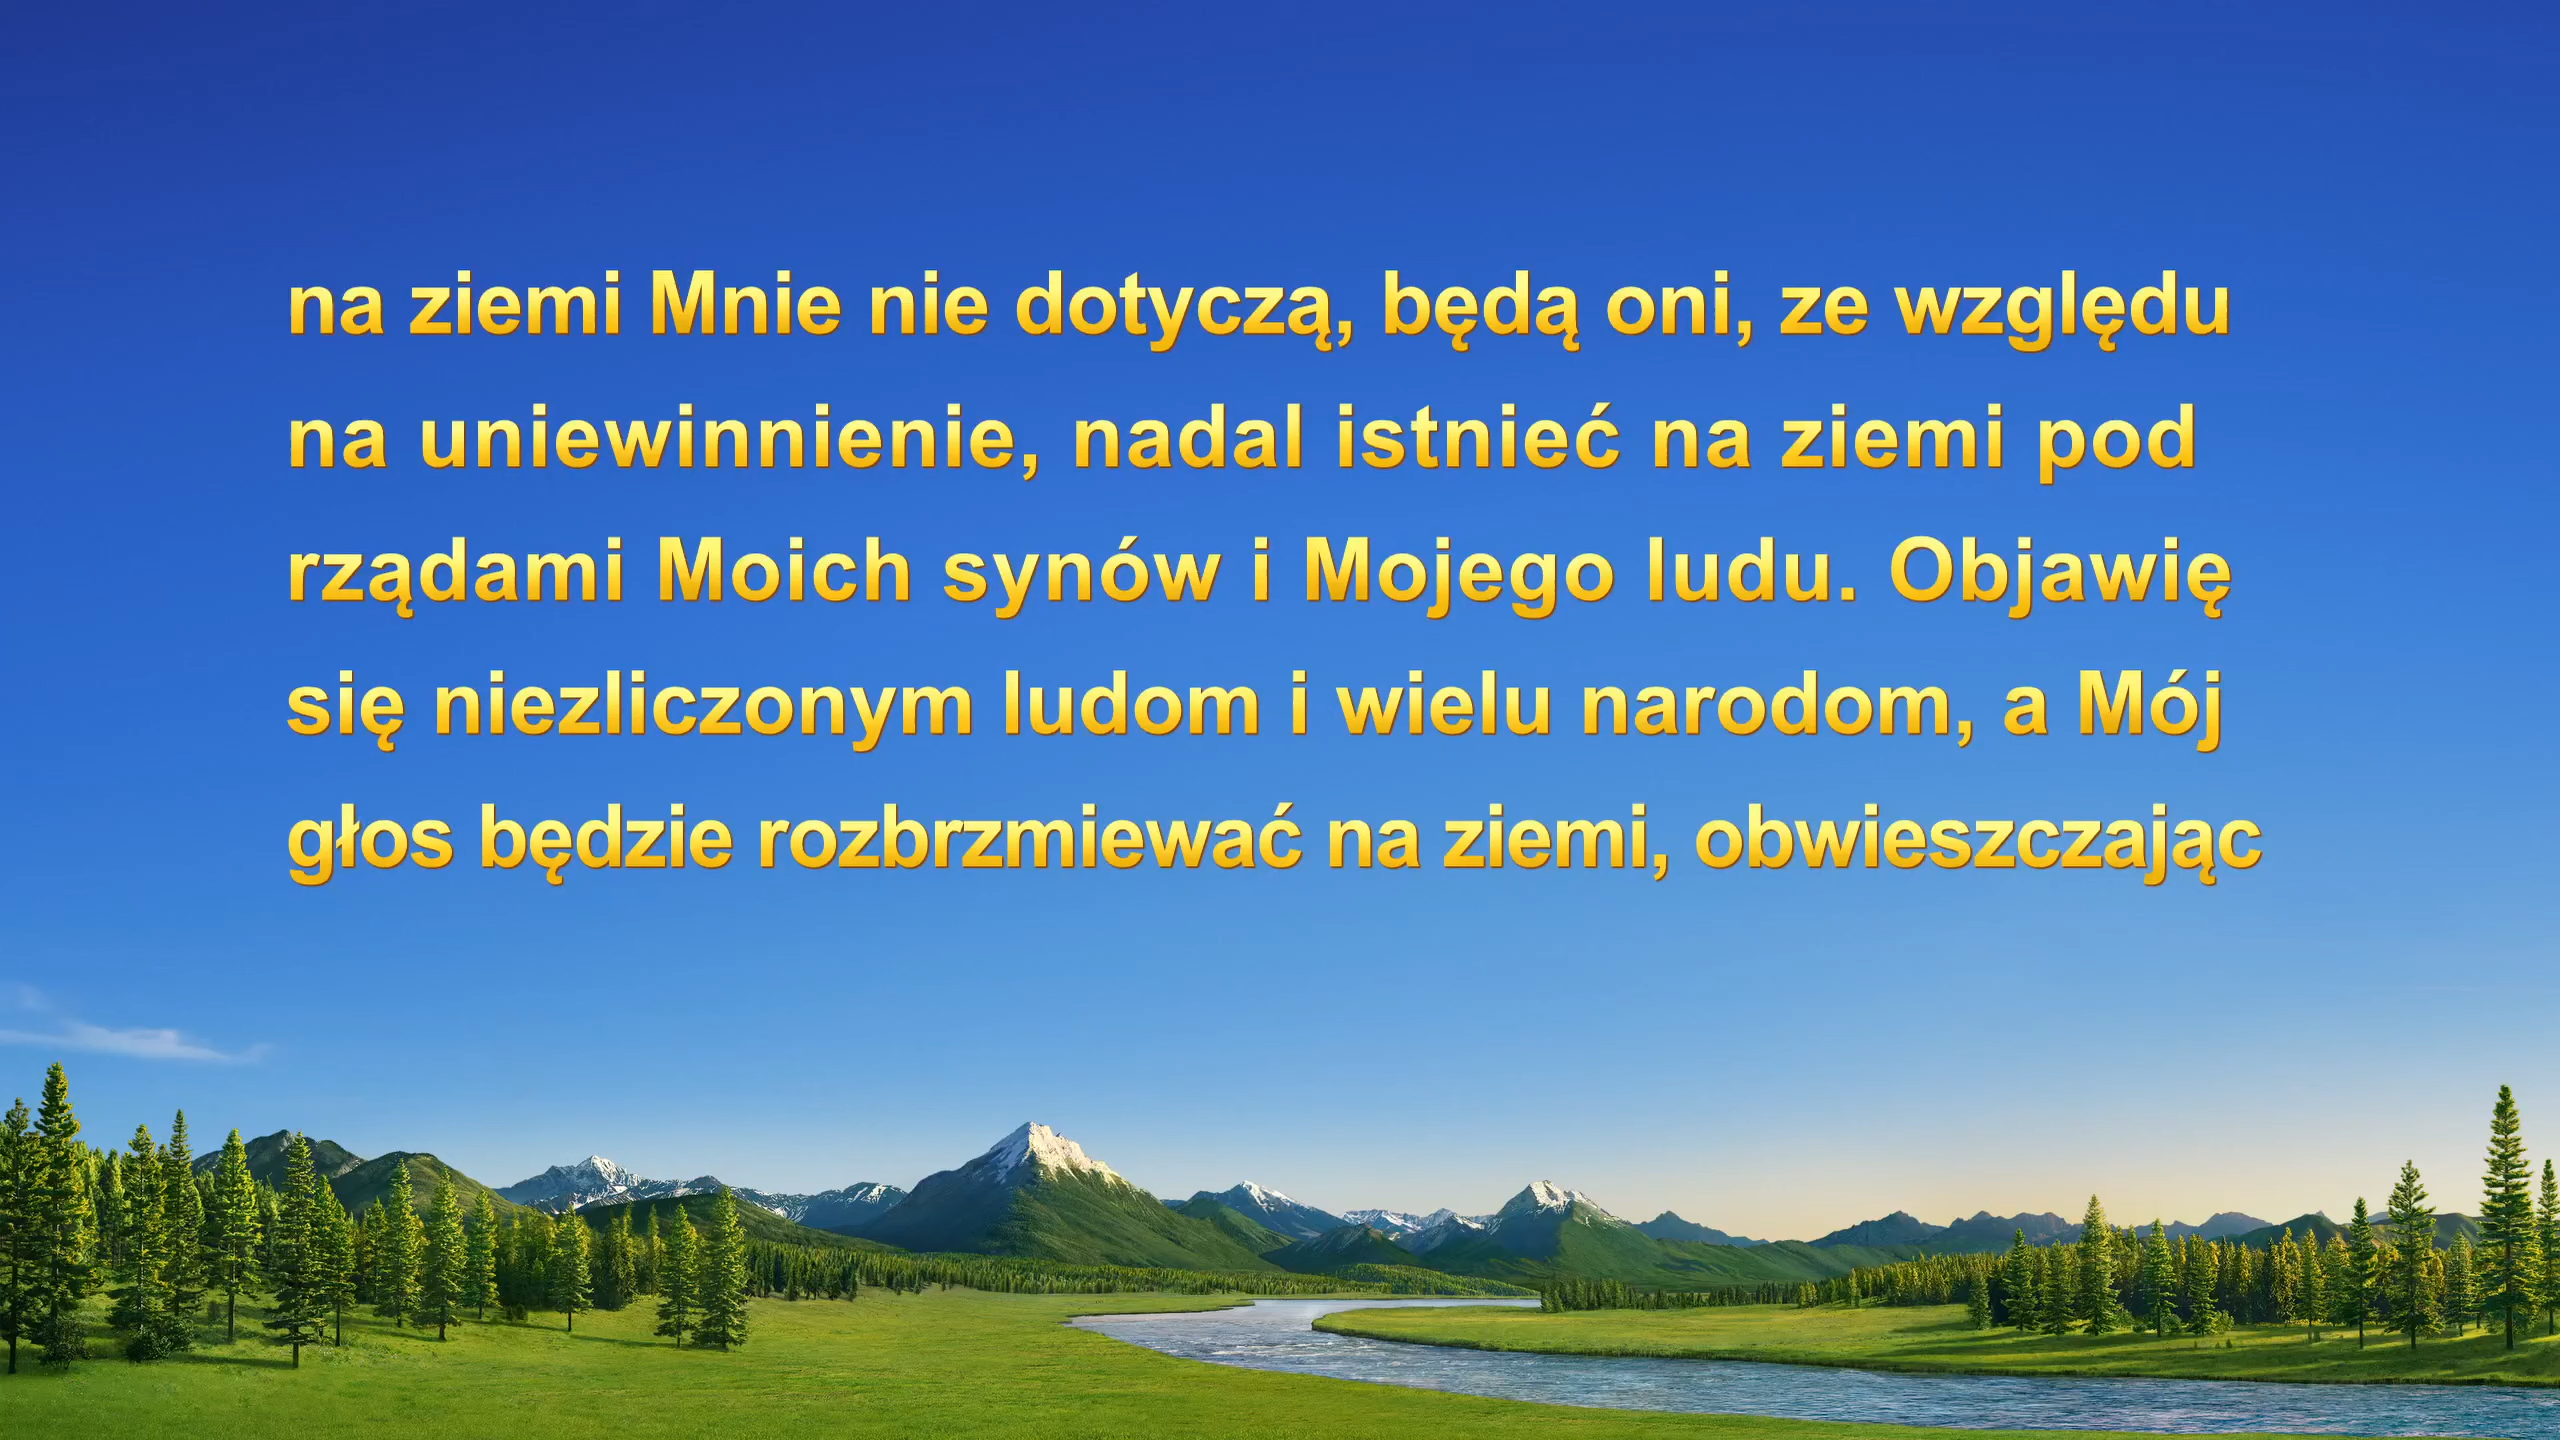 na ziemi Mnie nie dotyczą, będą oni, ze względu
na uniewinnienie, nadal istnieć na ziemi pod
rządami Moich synów i Mojego ludu. Objawię
się niezliczonym ludom i wielu narodom, a Mój
głos będzie rozbrzmiewać na ziemi, obwieszczając